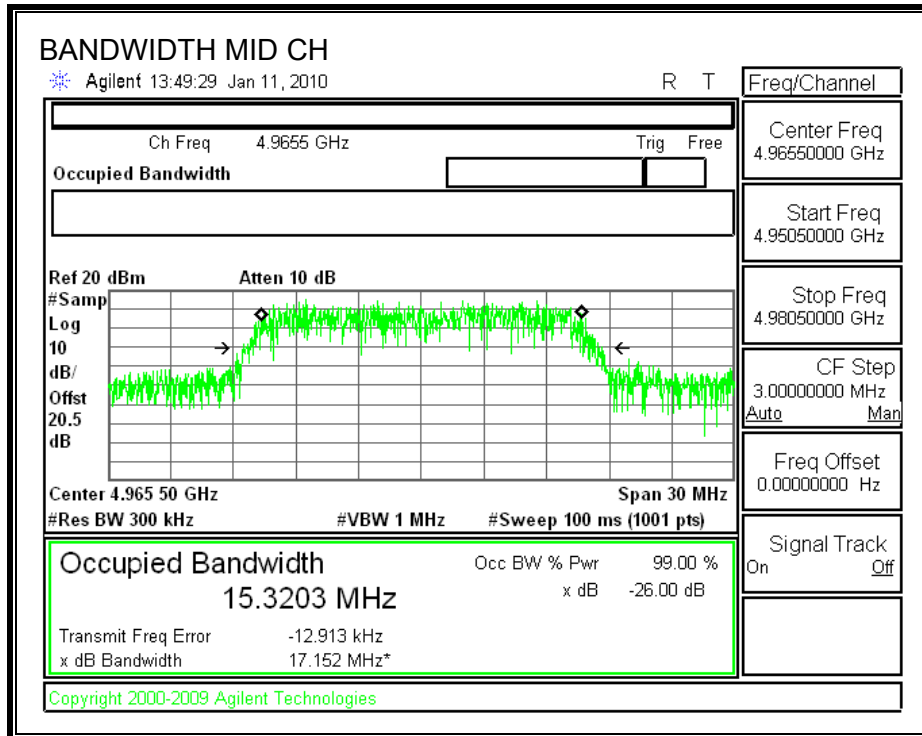 BANDWIDTH MID CH
Agilent 13:49:29 Jan 11, 2010 R T
Freq/Channel
Ch Freq 4.9655 GHz Trig Free
Occupied Bandwidth
Center Freq
4.96550000 GHz
Start Freq
4.95050000 GHz
Stop Freq
4.98050000 GHz
CF Step
3.00000000 MHz
Auto Man
Freq Offset
0.00000000 Hz
Signal Track
On Off
Ref 20 dBm Atten 10 dB
#Samp
Log
10
dB/
Offst
20.5
dB
Center 4.965 50 GHz Span 30 MHz
#Res BW 300 kHz #VBW 1 MHz #Sweep 100 ms (1001 pts)
Occupied Bandwidth Occ BW % Pwr 99.00 %
15.3203 MHz x dB -26.00 dB
Transmit Freq Error -12.913 kHz
x dB Bandwidth 17.152 MHz*
Copyright 2000-2009 Agilent Technologies